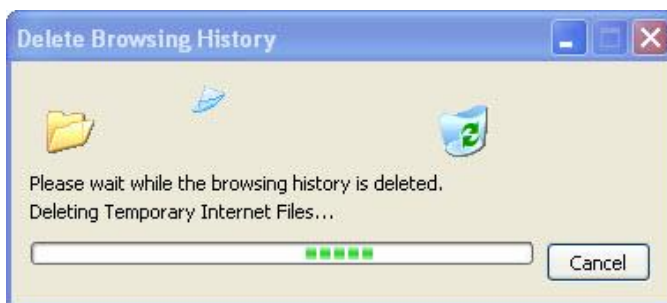 Delete Browsing History
Please wait while the browsing history is deleted.
Deleting Temporary Internet Files...
Cancel